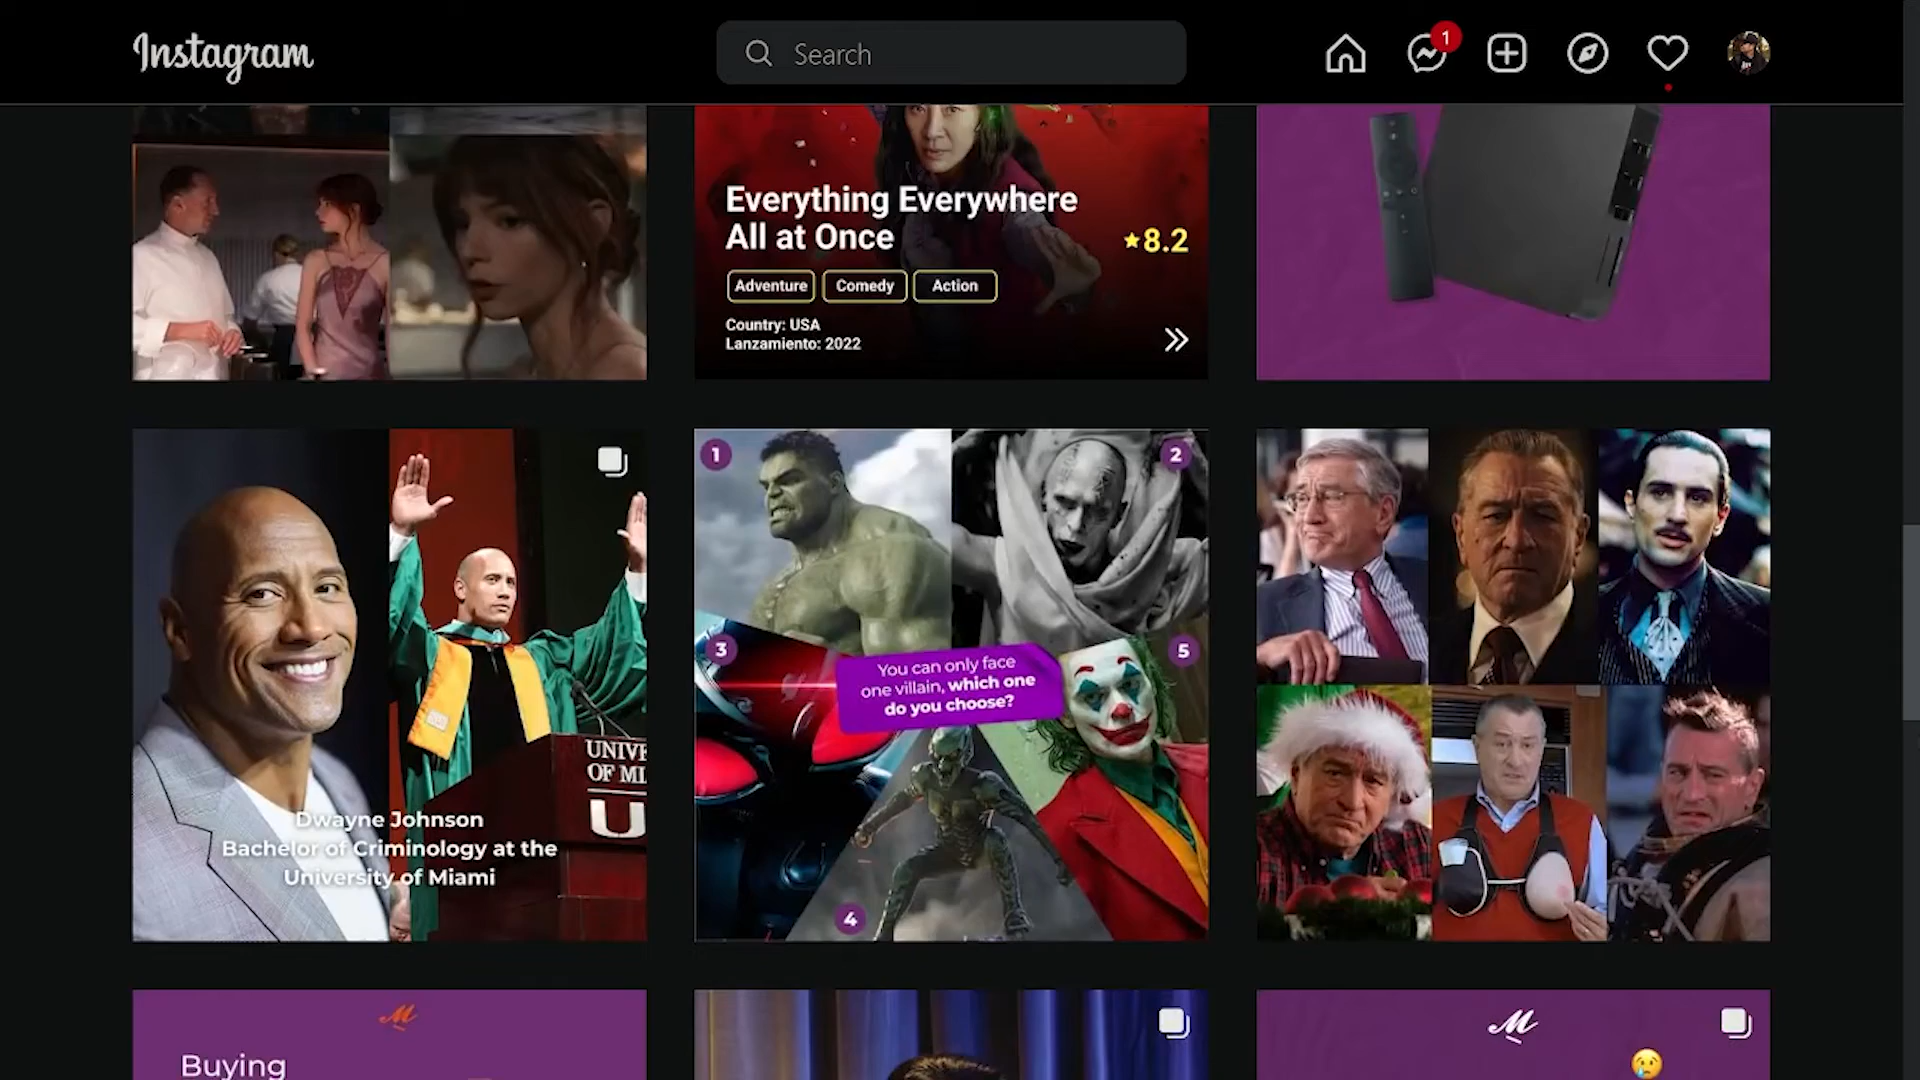 Instagram
Search
1
Everything Everywhere
All at Once
8.2
Adventure
Comedy
Action
Country: USA
Lanzamiento: 2022
UNIVE
OF MI
U
Dwayne Johnson
Bachelor of Criminology at the
University of Miami
1
2
3
5
You can only face
one villain, which one
do you choose?
4
M
Buying
M